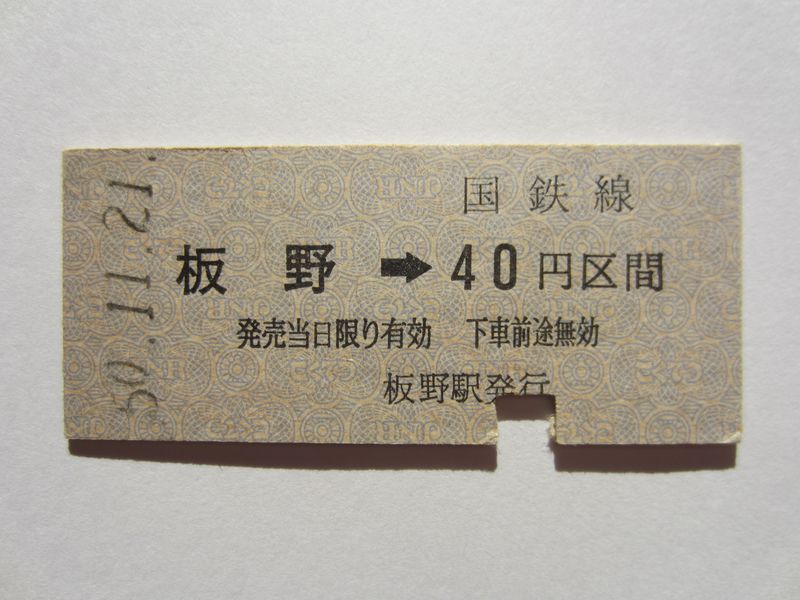 50.11.21.
国鉄線
板野➡40円区間
発売当日限り有効 下車前途無効
板野駅発行